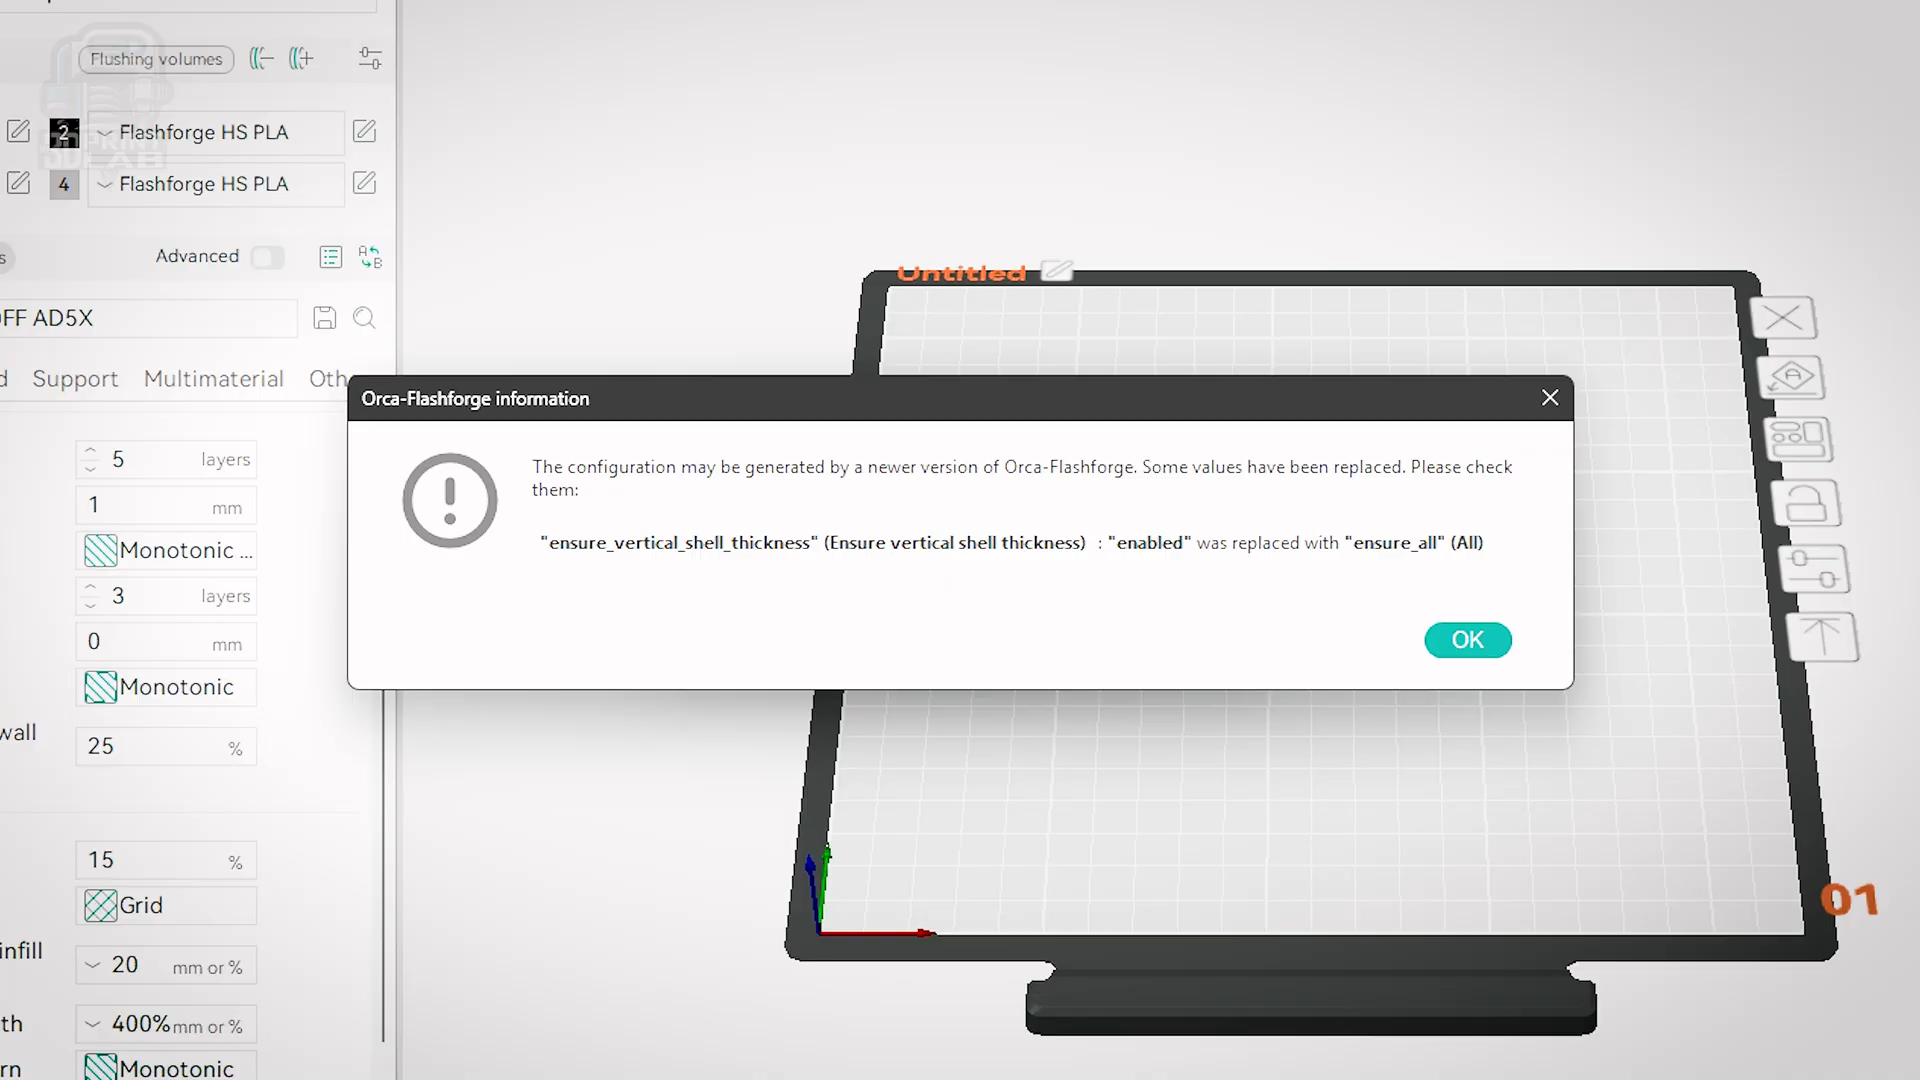 Flushing volumes
2 Flashforge HS PLA
4 Flashforge HS PLA
s Advanced
FF AD5X
d Support Multimaterial Oth
5 layers
1 mm
Monotonic ...
3 layers
0 mm
Monotonic
wall
25 %
15 %
Grid
infill
20 mm or %
th
400% mm or %
rn
Monotonic
Untitled
Orca-Flashforge information
The configuration may be generated by a newer version of Orca-Flashforge. Some values have been replaced. Please check
them:
"ensure_vertical_shell_thickness" (Ensure vertical shell thickness) : "enabled" was replaced with "ensure_all" (All)
OK
01